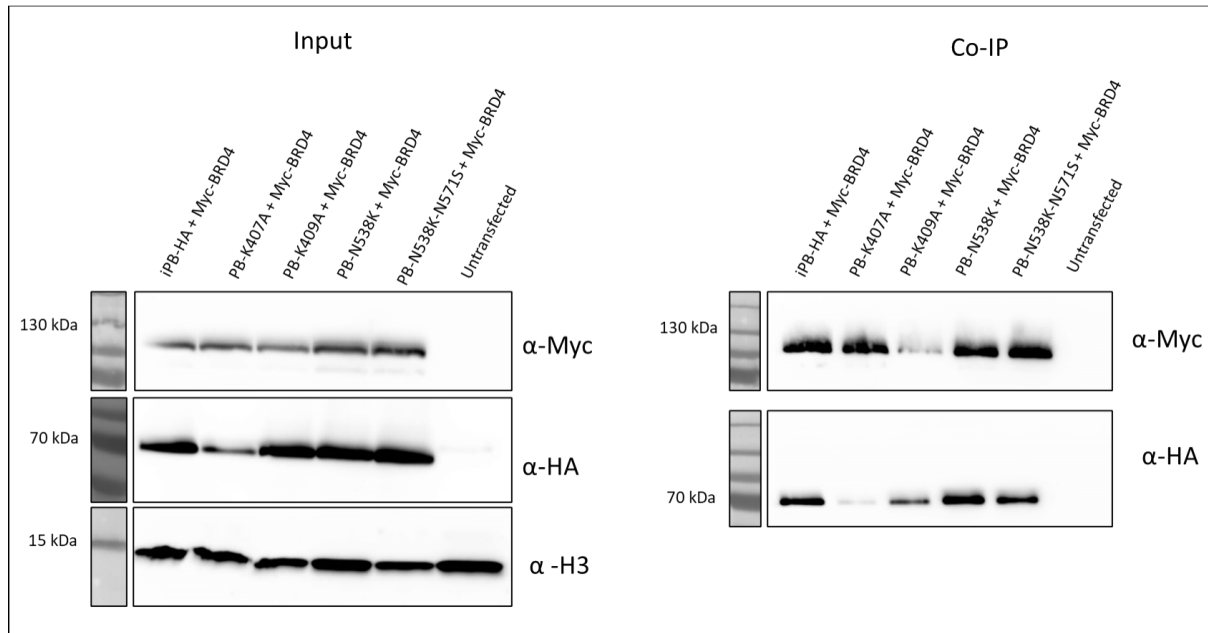 Input
iPB-HA + Myc-BRD4
PB-K407A + Myc-BRD4
PB-K409A + Myc-BRD4
PB-N538K + Myc-BRD4
PB-N538K-N571S + Myc-BRD4
Untransfected
130 kDa
α-Myc
70 kDa
α-HA
15 kDa
α -H3
Co-IP
iPB-HA + Myc-BRD4
PB-K407A + Myc-BRD4
PB-K409A + Myc-BRD4
PB-N538K + Myc-BRD4
PB-N538K-N571S + Myc-BRD4
Untransfected
130 kDa
α-Myc
α-HA
70 kDa